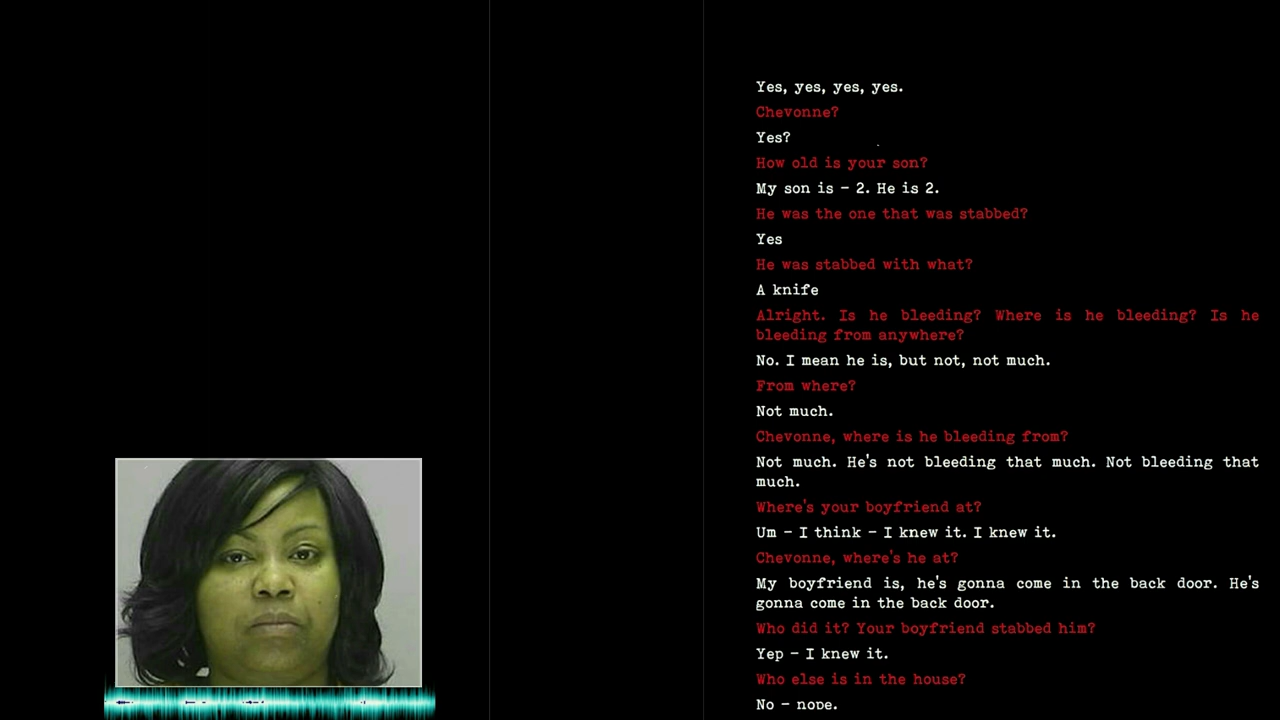 Yes, yes, yes, yes.
Chevonne?
Yes?
How old is your son?
My son is - 2. He is 2.
He was the one that was stabbed?
Yes
He was stabbed with what?
A knife
Alright. Is he bleeding? Where is he bleeding? Is he
bleeding from anywhere?
No. I mean he is, but not, not much.
From where?
Not much.
Chevonne, where is he bleeding from?
Not much. He's not bleeding that much. Not bleeding that
much.
Where's your boyfriend at?
Um - I think - I knew it. I knew it.
Chevonne, where's he at?
My boyfriend is, he's gonna come in the back door. He's
gonna come in the back door.
Who did it? Your boyfriend stabbed him?
Yep - I knew it.
Who else is in the house?
No - nope.